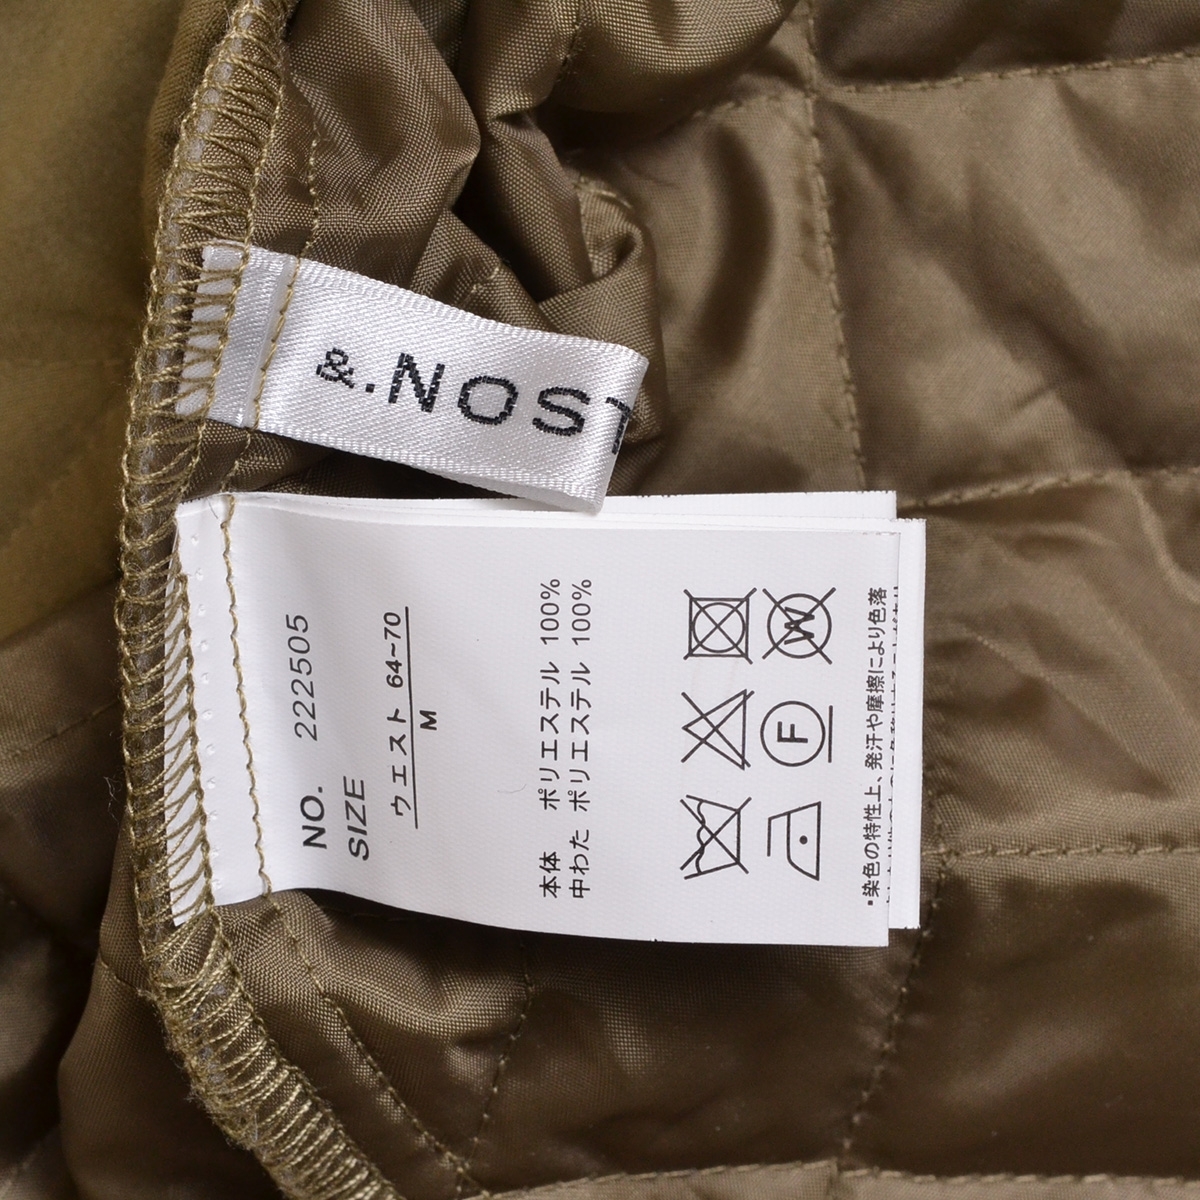 &.NOST
NO. 222505
SIZE
ウエスト 64~70
M
本体 ポリエステル 100%
中わた ポリエステル 100%
W
F
•染色の特性上、発汗や摩擦により色落